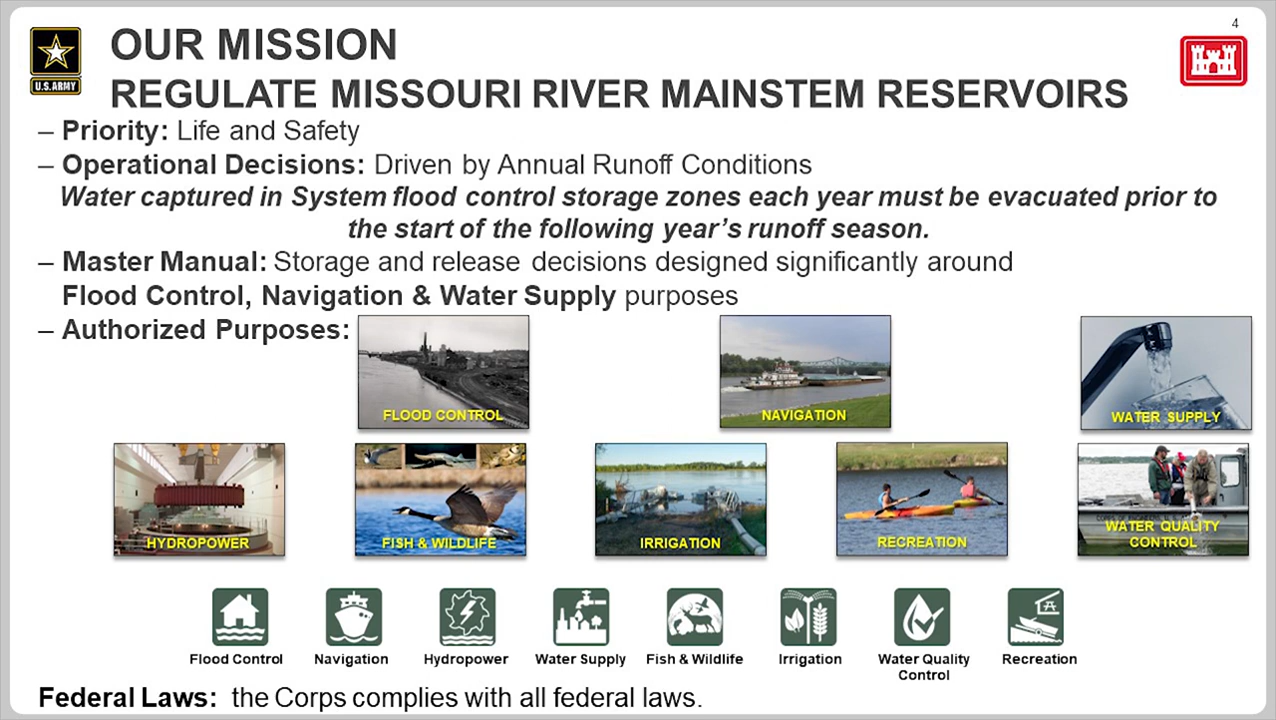 4
U.S.ARMY
OUR MISSION
REGULATE MISSOURI RIVER MAINSTEM RESERVOIRS
– Priority: Life and Safety
– Operational Decisions: Driven by Annual Runoff Conditions
Water captured in System flood control storage zones each year must be evacuated prior to
the start of the following year’s runoff season.
– Master Manual: Storage and release decisions designed significantly around
Flood Control, Navigation & Water Supply purposes
– Authorized Purposes:
FLOOD CONTROL
NAVIGATION
WATER SUPPLY
HYDROPOWER
FISH & WILDLIFE
IRRIGATION
RECREATION
WATER QUALITY
CONTROL
Flood Control
Navigation
Hydropower
Water Supply
Fish & Wildlife
Irrigation
Water Quality
Control
Recreation
Federal Laws: the Corps complies with all federal laws.